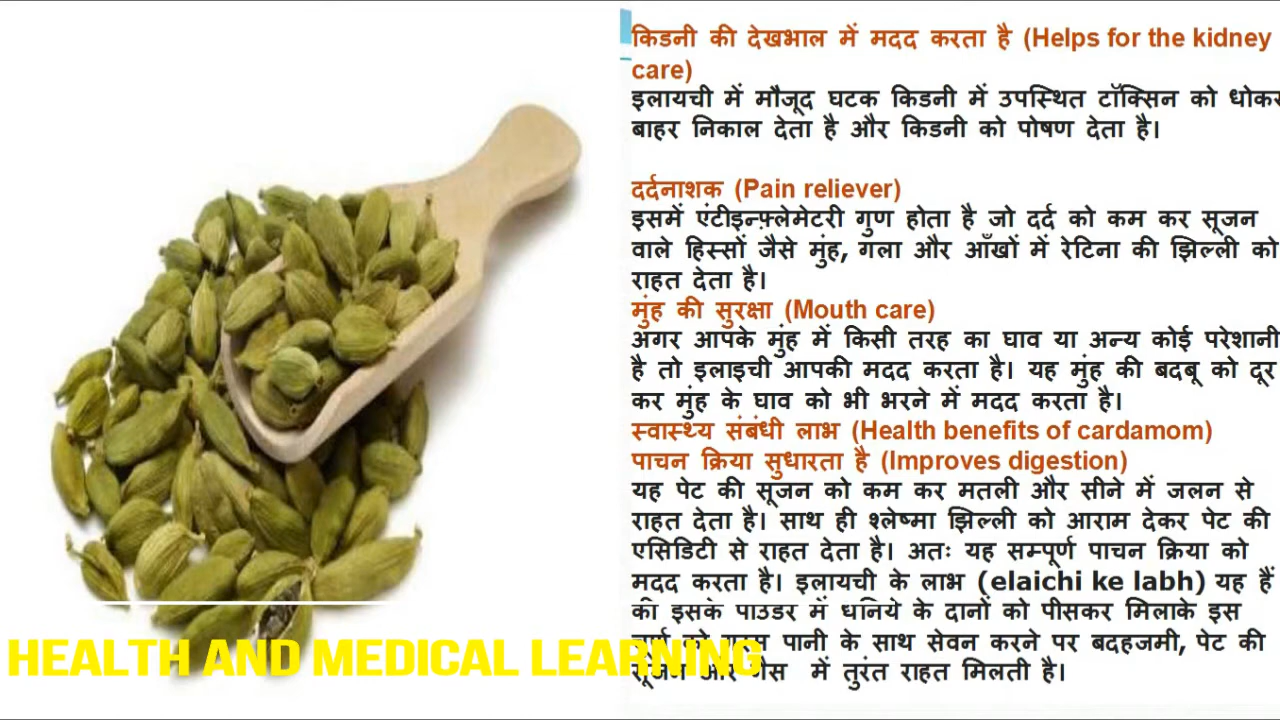 किडनी की देखभाल में मदद करता है (Helps for the kidney
care)
इलायची में मौजूद घटक किडनी में उपस्थित टॉक्सिन को धोकर
बाहर निकाल देता है और किडनी को पोषण देता है।
दर्दनाशक (Pain reliever)
इसमें एंटीइन्फ़्लेमेटरी गुण होता है जो दर्द को कम कर सूजन
वाले हिस्सों जैसे मुंह, गला और आँखों में रेटिना की झिल्ली को
राहत देता है।
मुंह की सुरक्षा (Mouth care)
अगर आपके मुंह में किसी तरह का घाव या अन्य कोई परेशानी
है तो इलाइची आपकी मदद करता है। यह मुंह की बदबू को दूर
कर मुंह के घाव को भी भरने में मदद करता है।
स्वास्थ्य संबंधी लाभ (Health benefits of cardamom)
पाचन क्रिया सुधारता है (Improves digestion)
यह पेट की सूजन को कम कर मतली और सीने में जलन से
राहत देता है। साथ ही श्लेष्मा झिल्ली को आराम देकर पेट की
एसिडिटी से राहत देता है। अतः यह सम्पूर्ण पाचन क्रिया को
मदद करता है। इलायची के लाभ (elaichi ke labh) यह हैं
की इसके पाउडर में धनिये के दानों को पीसकर मिलाके इस
को गरम पानी के साथ सेवन करने पर बदहजमी, पेट की
सूजन और गैस में तुरंत राहत मिलती है।
HEALTH AND MEDICAL LEARNING